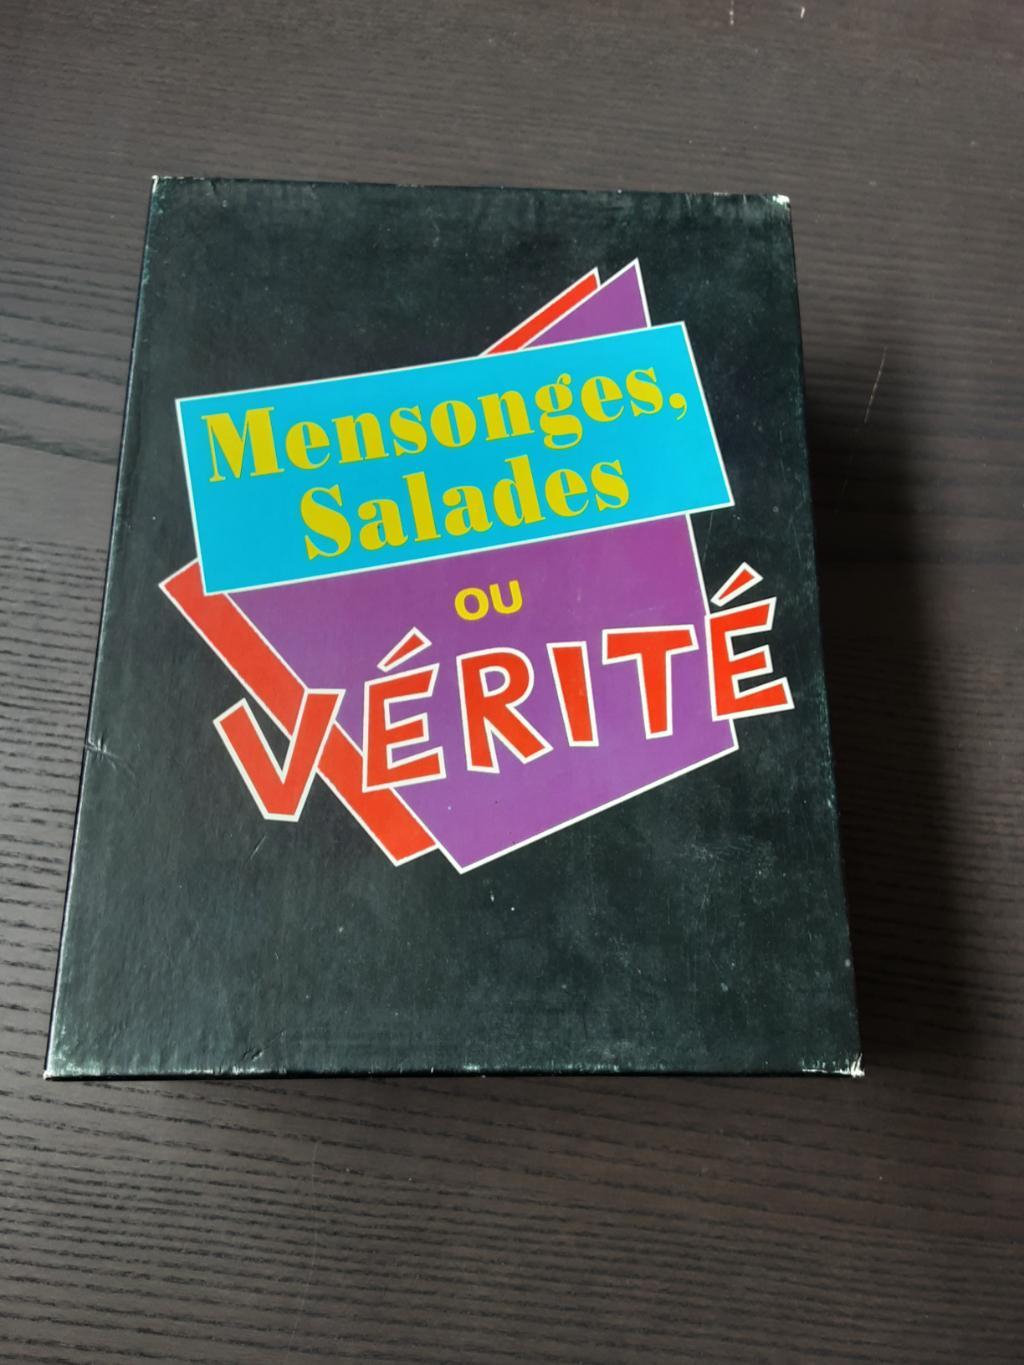 Mensonges,
Salades
OU
VÉRITÉ